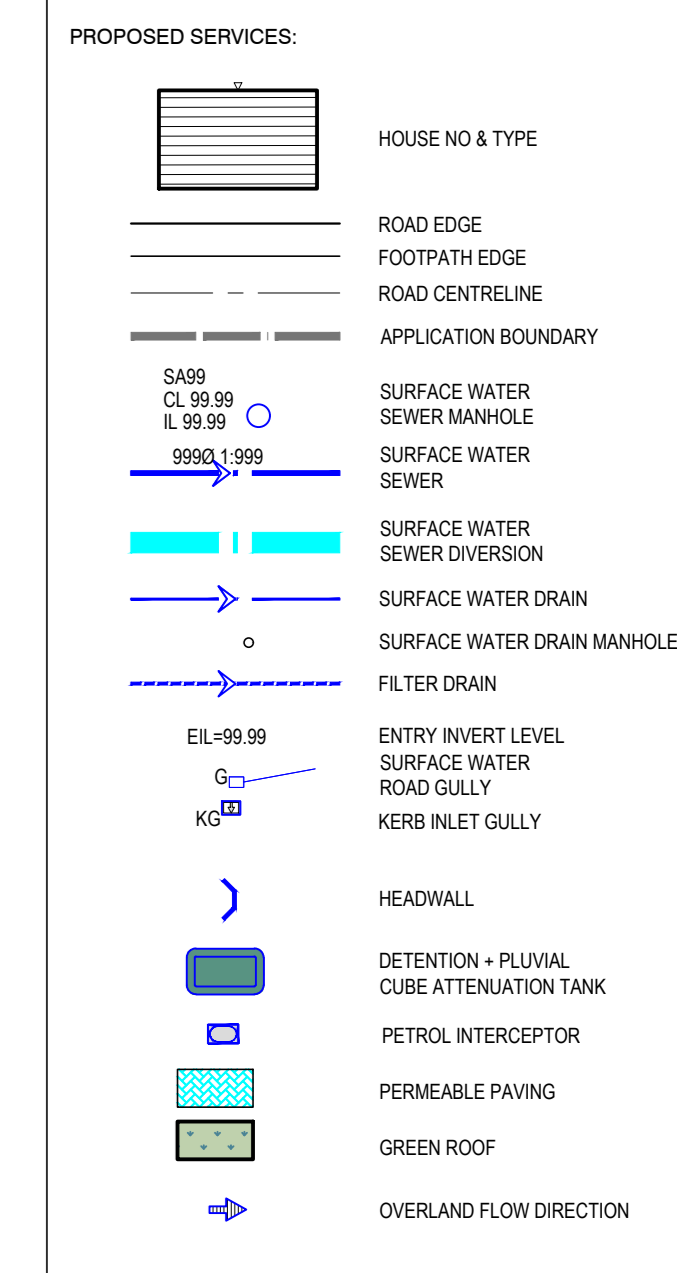 PROPOSED SERVICES:
HOUSE NO & TYPE
ROAD EDGE
FOOTPATH EDGE
ROAD CENTRELINE
APPLICATION BOUNDARY
SA99
CL 99.99
IL 99.99
SURFACE WATER
SEWER MANHOLE
999Ø 1:999
SURFACE WATER
SEWER
SURFACE WATER
SEWER DIVERSION
SURFACE WATER DRAIN
SURFACE WATER DRAIN MANHOLE
FILTER DRAIN
EIL=99.99
ENTRY INVERT LEVEL
G
SURFACE WATER
ROAD GULLY
KG
KERB INLET GULLY
HEADWALL
DETENTION + PLUVIAL
CUBE ATTENUATION TANK
PETROL INTERCEPTOR
PERMEABLE PAVING
GREEN ROOF
OVERLAND FLOW DIRECTION